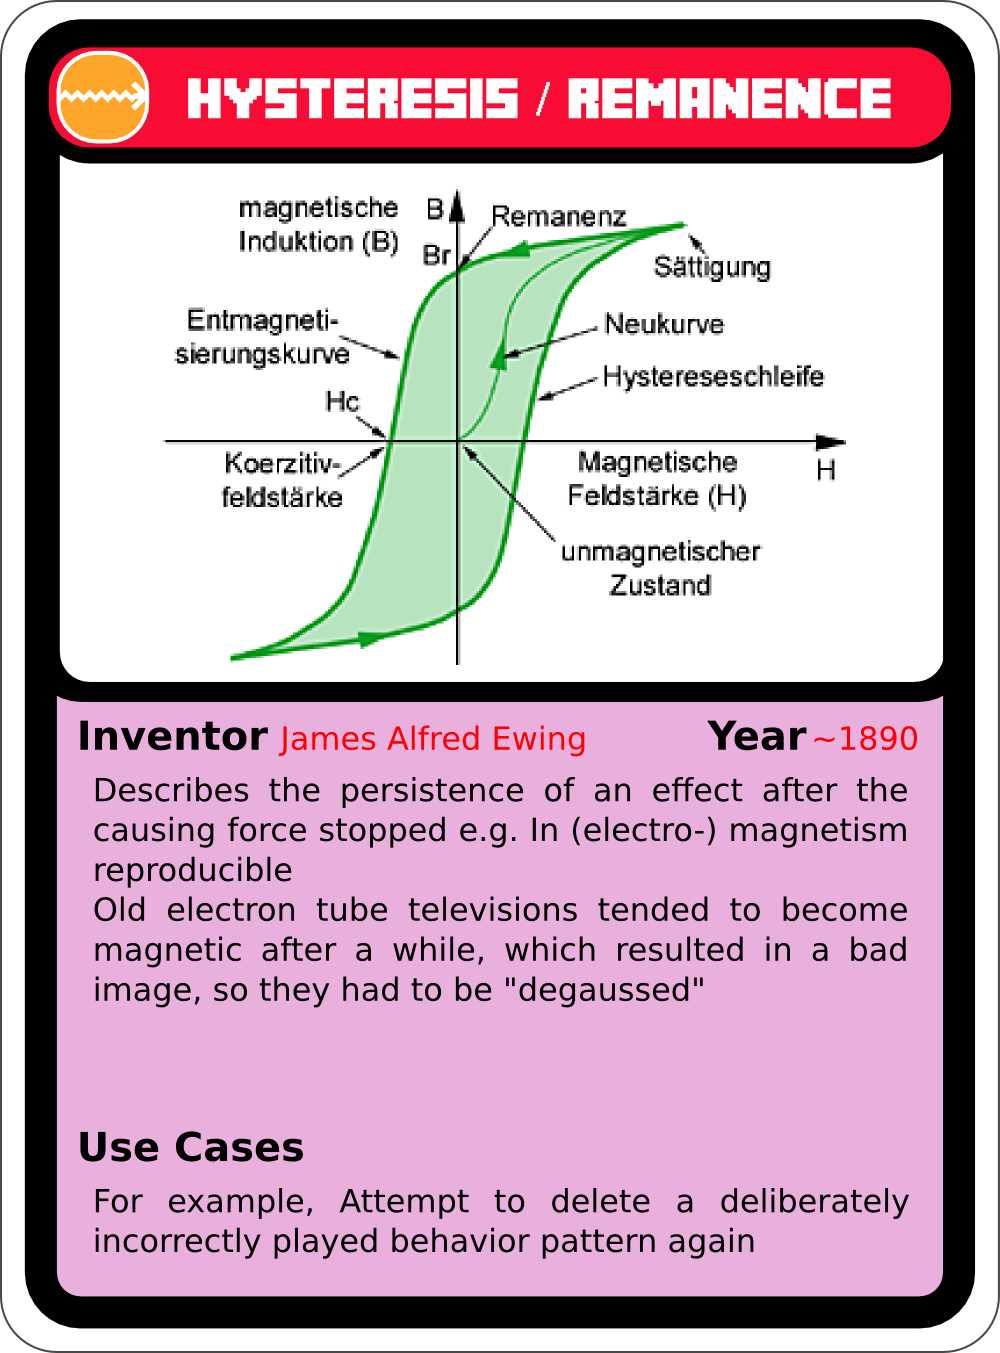 HYSTERESIS / REMANENCE
magnetische
Induktion (B)
B
Remanenz
Br
Sättigung
Entmagneti-
sierungskurve
Neukurve
Hystereseschleife
Hc
Koerzitiv-
feldstärke
Magnetische
Feldstärke (H)
H
unmagnetischer
Zustand
Inventor James Alfred Ewing Year ~1890
Describes the persistence of an effect after the
causing force stopped e.g. In (electro-) magnetism
reproducible
Old electron tube televisions tended to become
magnetic after a while, which resulted in a bad
image, so they had to be "degaussed"
Use Cases
For example, Attempt to delete a deliberately
incorrectly played behavior pattern again